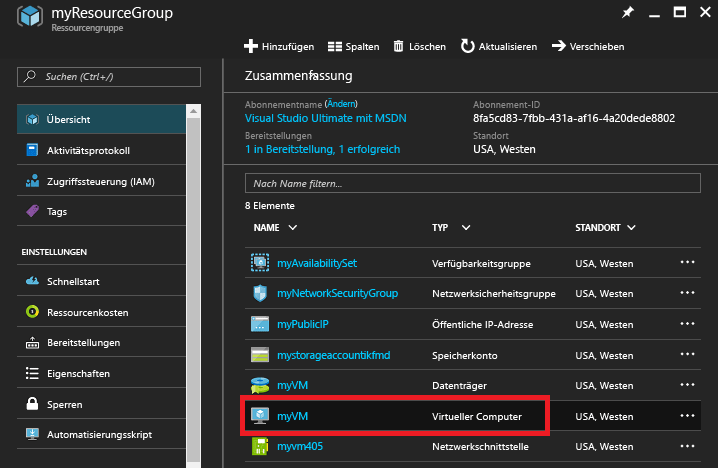 myResourceGroup
Ressourcengruppe
Hinzufügen Spalten Löschen Aktualisieren Verschieben
Suchen (Ctrl+/)
Übersicht
Aktivitätsprotokoll
Zugriffssteuerung (IAM)
Tags
EINSTELLUNGEN
Schnellstart
Ressourcenkosten
Bereitstellungen
Eigenschaften
Sperren
Automatisierungsskript
Zusammenfassung
Abonnementname (Ändern) Abonnement-ID
Visual Studio Ultimate mit MSDN 8fa5cd83-7fbb-431a-af16-4a20dede8802
Bereitstellungen Standort
1 in Bereitstellung, 1 erfolgreich USA, Westen
Nach Name filtern...
8 Elemente
NAME TYP STANDORT
myAvailabilitySet Verfügbarkeitsgruppe USA, Westen
myNetworkSecurityGroup Netzwerksicherheitsgruppe USA, Westen
myPublicIP Öffentliche IP-Adresse USA, Westen
mystorageaccountikfmd Speicherkonto USA, Westen
myVM Datenträger USA, Westen
myVM Virtueller Computer USA, Westen
myvm405 Netzwerkschnittstelle USA, Westen